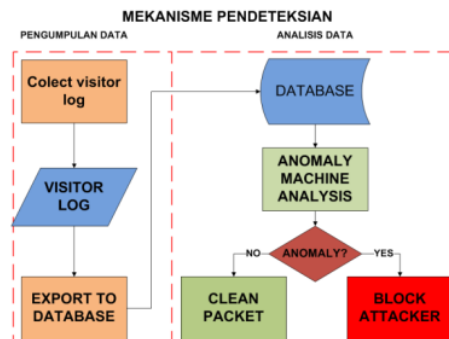 MEKANISME PENDETEKSIAN
PENGUMPULAN DATA
ANALISIS DATA
Colect visitor
log
VISITOR
LOG
EXPORT TO
DATABASE
DATABASE
ANOMALY
MACHINE
ANALYSIS
ANOMALY?
NO
YES
CLEAN
PACKET
BLOCK
ATTACKER